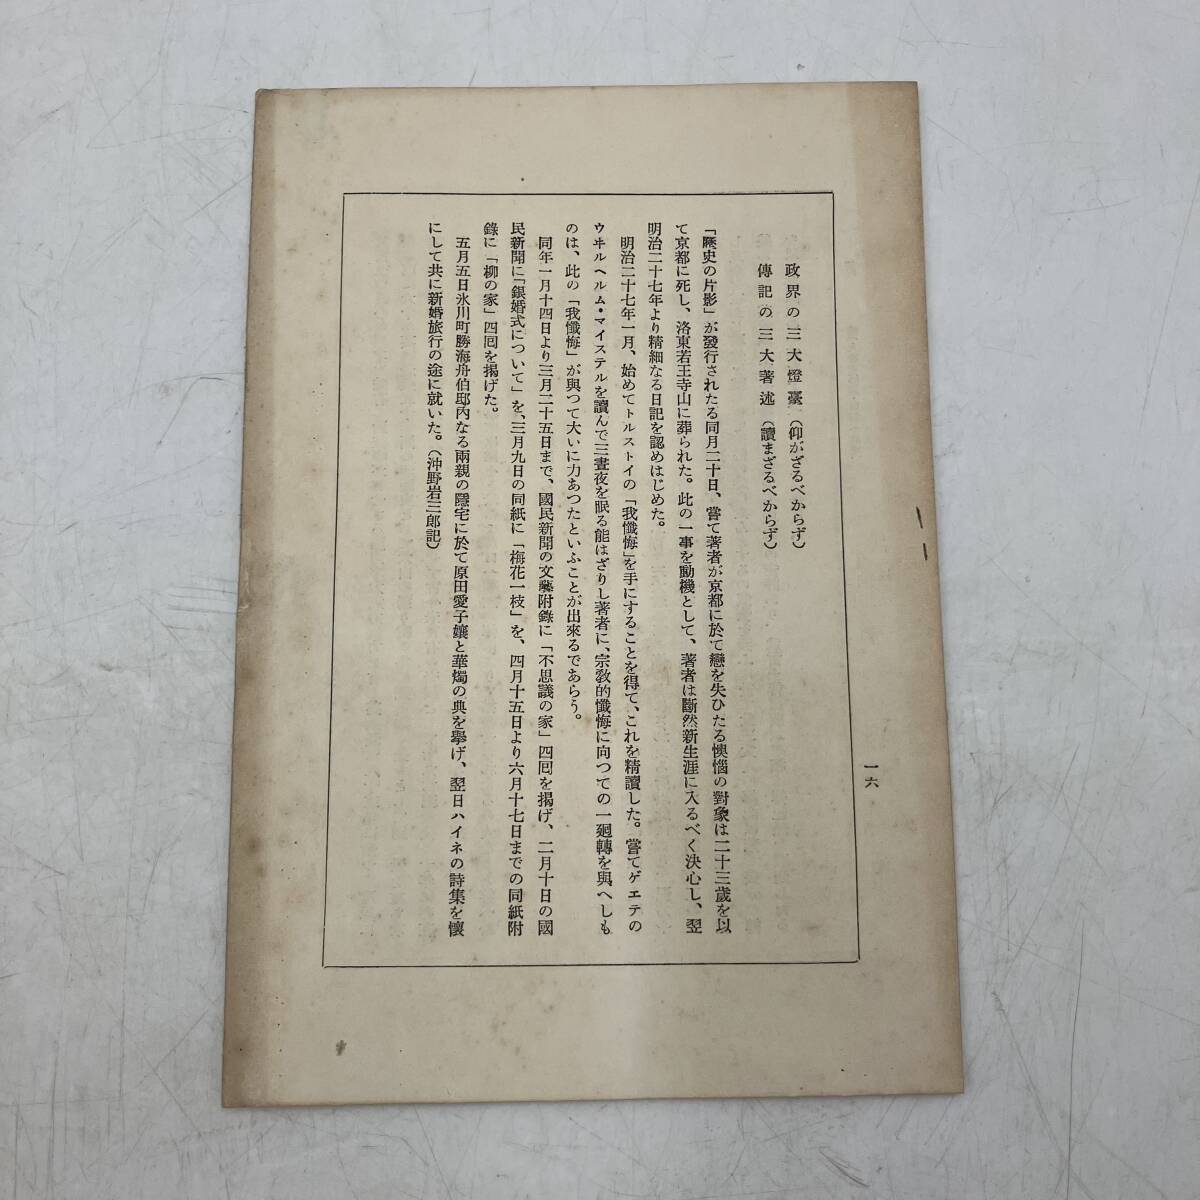 政界の三大燈臺（仰がざるべからず）
傳記の三大著述（讀まざるべからず）
「歷史の片影」が發行されたる同月二十日、嘗て著者が京都に於て戀を失ひたる懊惱の對象は二十三歲を以
て京都に死し、洛東若王寺山に葬られた。此の一事を動機として、著者は斷然新生涯に入るべく決心し、翌
明治二十七年より精細なる日記を認めはじめた。
明治二十七年一月、始めてトルストイの「我懺悔」を手にすることを得て、これを精讀した。嘗てゲエテの
ウヰルヘルム・マイステルを讀んで三晝夜を眠る能はざりし著者に、宗敎的懺悔に向つての一廻轉を與へしも
のは、此の「我懺悔」が與つて大いに力あつたといふことが出來るであらう。
同年一月十四日より三月二十五日まで、國民新聞の文藝附錄に「不思議の家」四囘を揭げ、二月十日の國
民新聞に「銀婚式について」を、三月九日の同紙に「梅花一枝」を、四月十五日より六月十七日までの同紙附
錄に「柳の家」四囘を揭げた。
五月五日氷川町勝海舟伯邸內なる兩親の隱宅に於て原田愛子孃と華燭の典を擧げ、翌日ハイネの詩集を懷
にして共に新婚旅行の途に就いた。（沖野岩三郎記）
一六